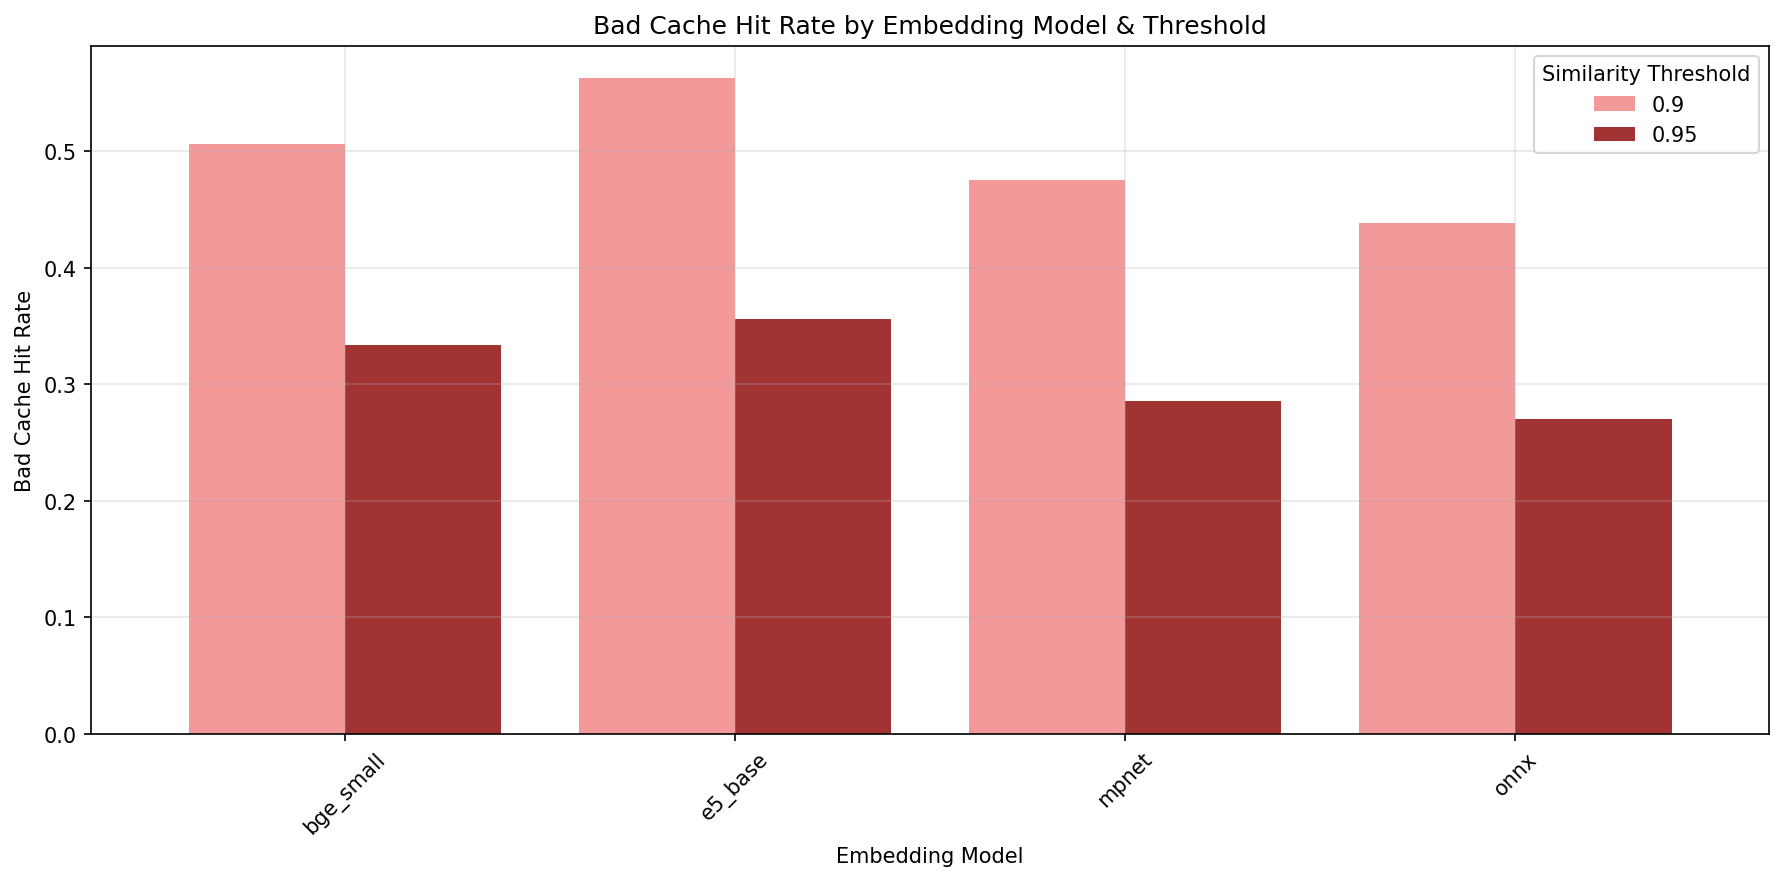 Bad Cache Hit Rate by Embedding Model & Threshold
Similarity Threshold
0.9
0.95
Bad Cache Hit Rate
0.5
0.4
0.3
0.2
0.1
0.0
bge_small
e5_base
mpnet
onnx
Embedding Model